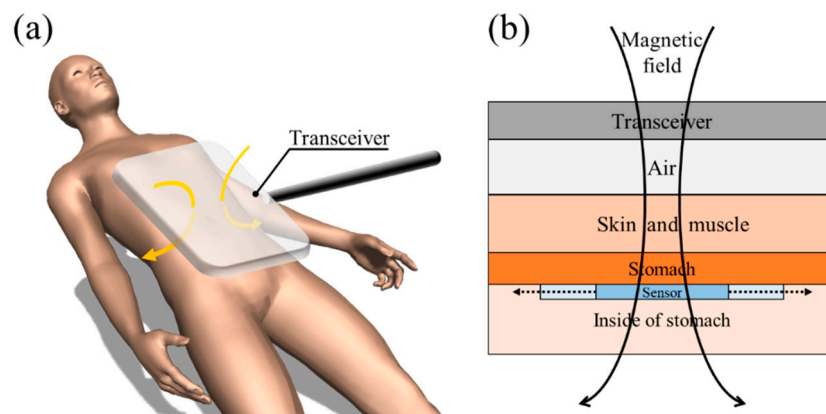 (a)
Transceiver
(b)
Magnetic
field
Transceiver
Air
Skin and muscle
Stomach
Sensor
Inside of stomach